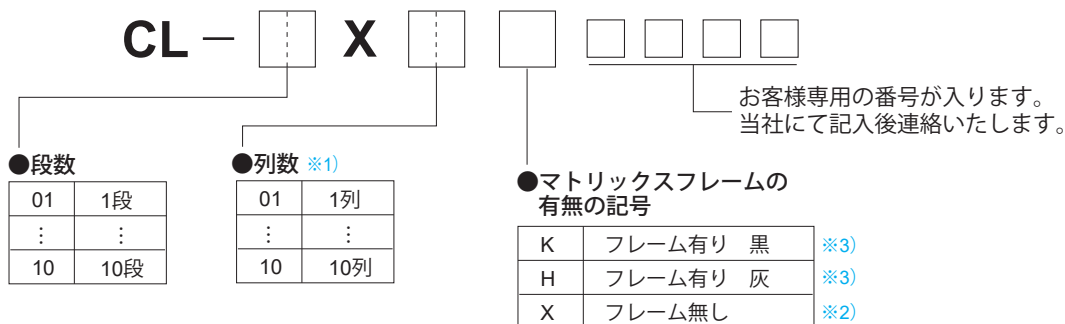 CL－ X
お客様専用の番号が入ります。
当社にて記入後連絡いたします。
●段数
01 1段
⋮ ⋮
10 10段
●列数 ※1)
01 1列
⋮ ⋮
10 10列
●マトリックスフレームの
有無の記号
K フレーム有り　黒 ※3)
H フレーム有り　灰 ※3)
X フレーム無し ※2)